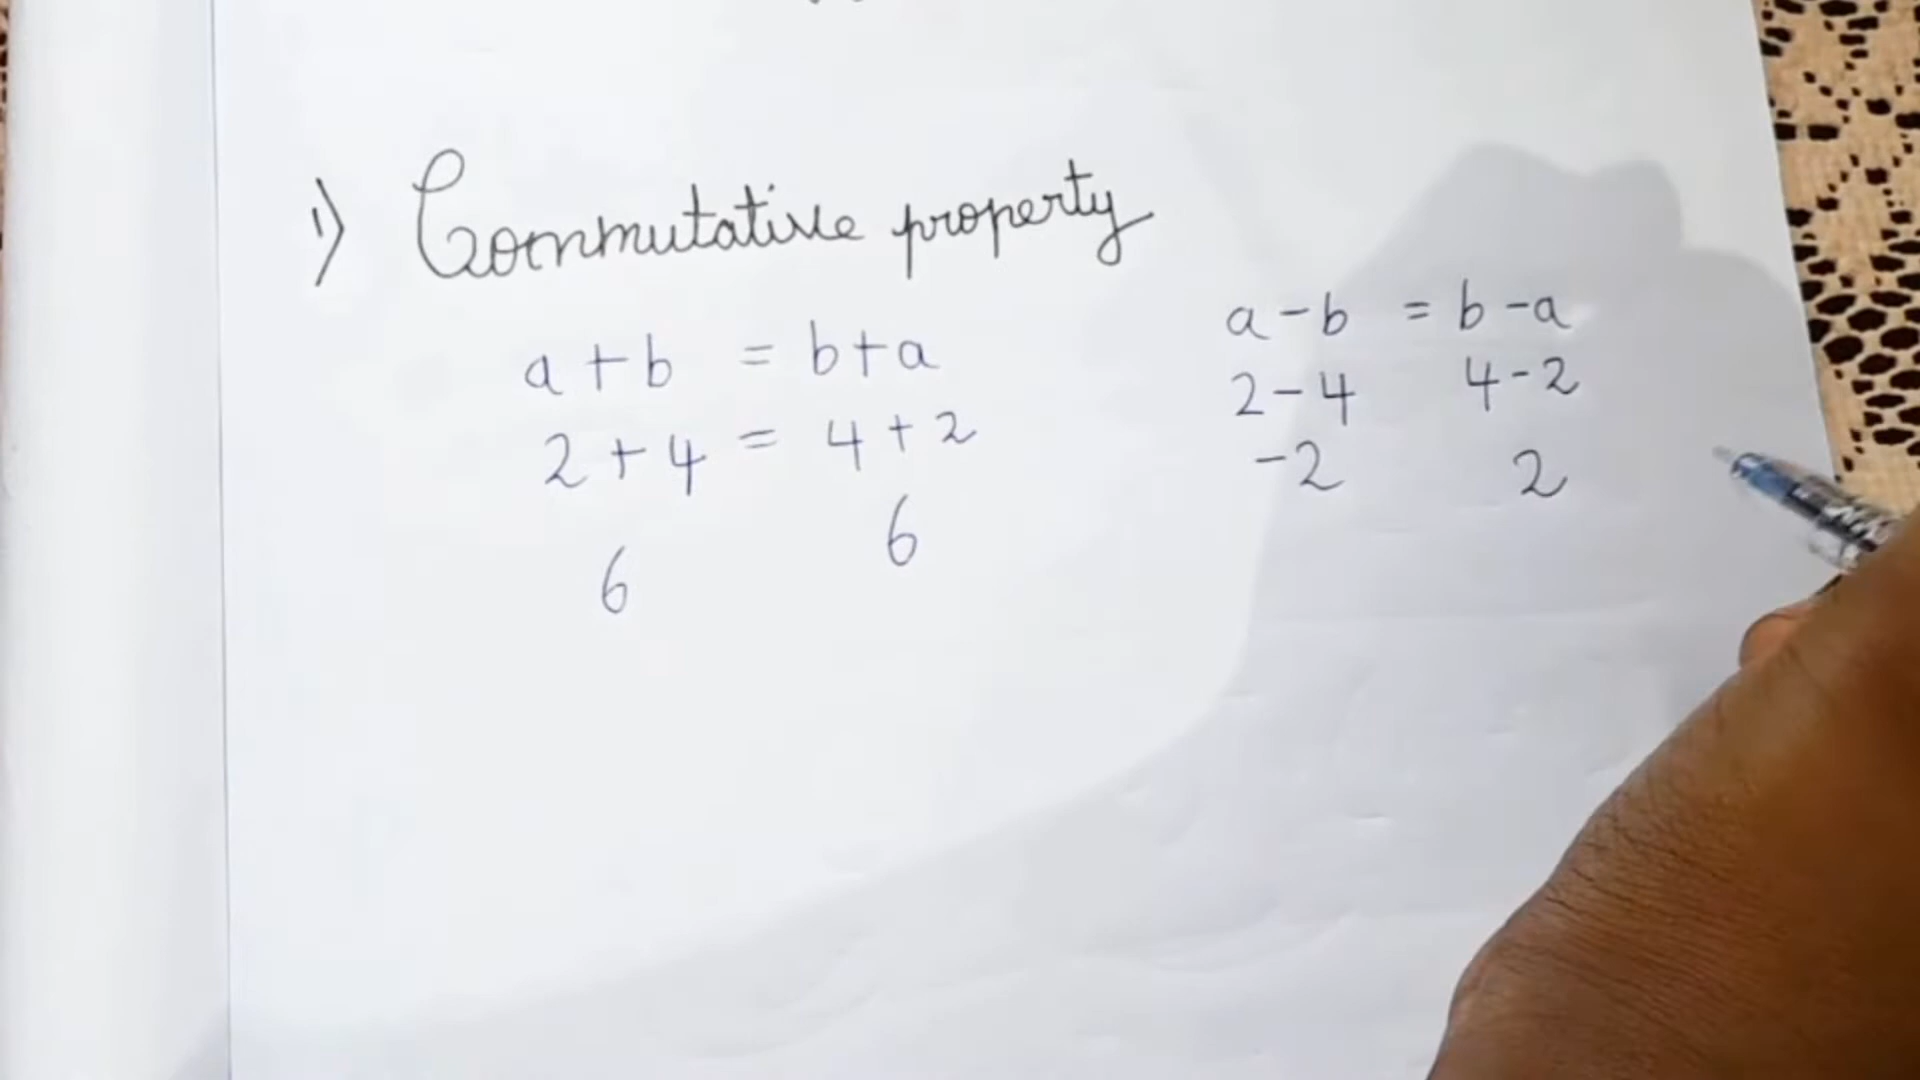 1) Commutative property
a + b = b + a
2 + 4 = 4 + 2
6 6
a - b = b - a
2 - 4 4 - 2
-2 2